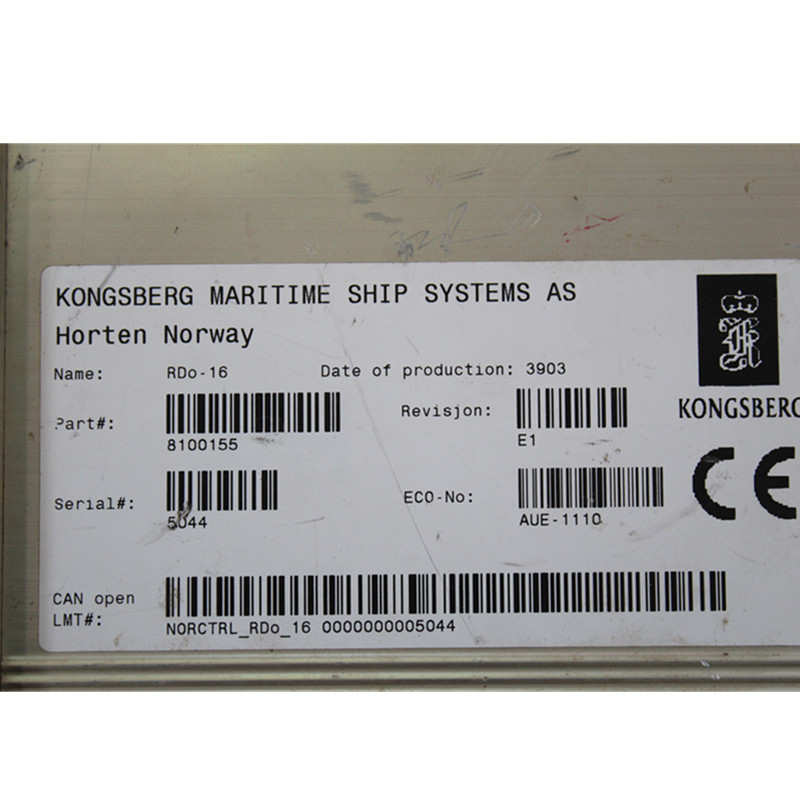 KONGSBERG MARITIME SHIP SYSTEMS AS
Horten Norway
Name: RDo-16 Date of production: 3903
Part#: Revisjon:
8100155 E1
KONGSBERG
Serial#: ECO-No:
5044 AUE-1110
CE
CAN open
LMT#:
NORCTRL_RDo_16 0000000005044